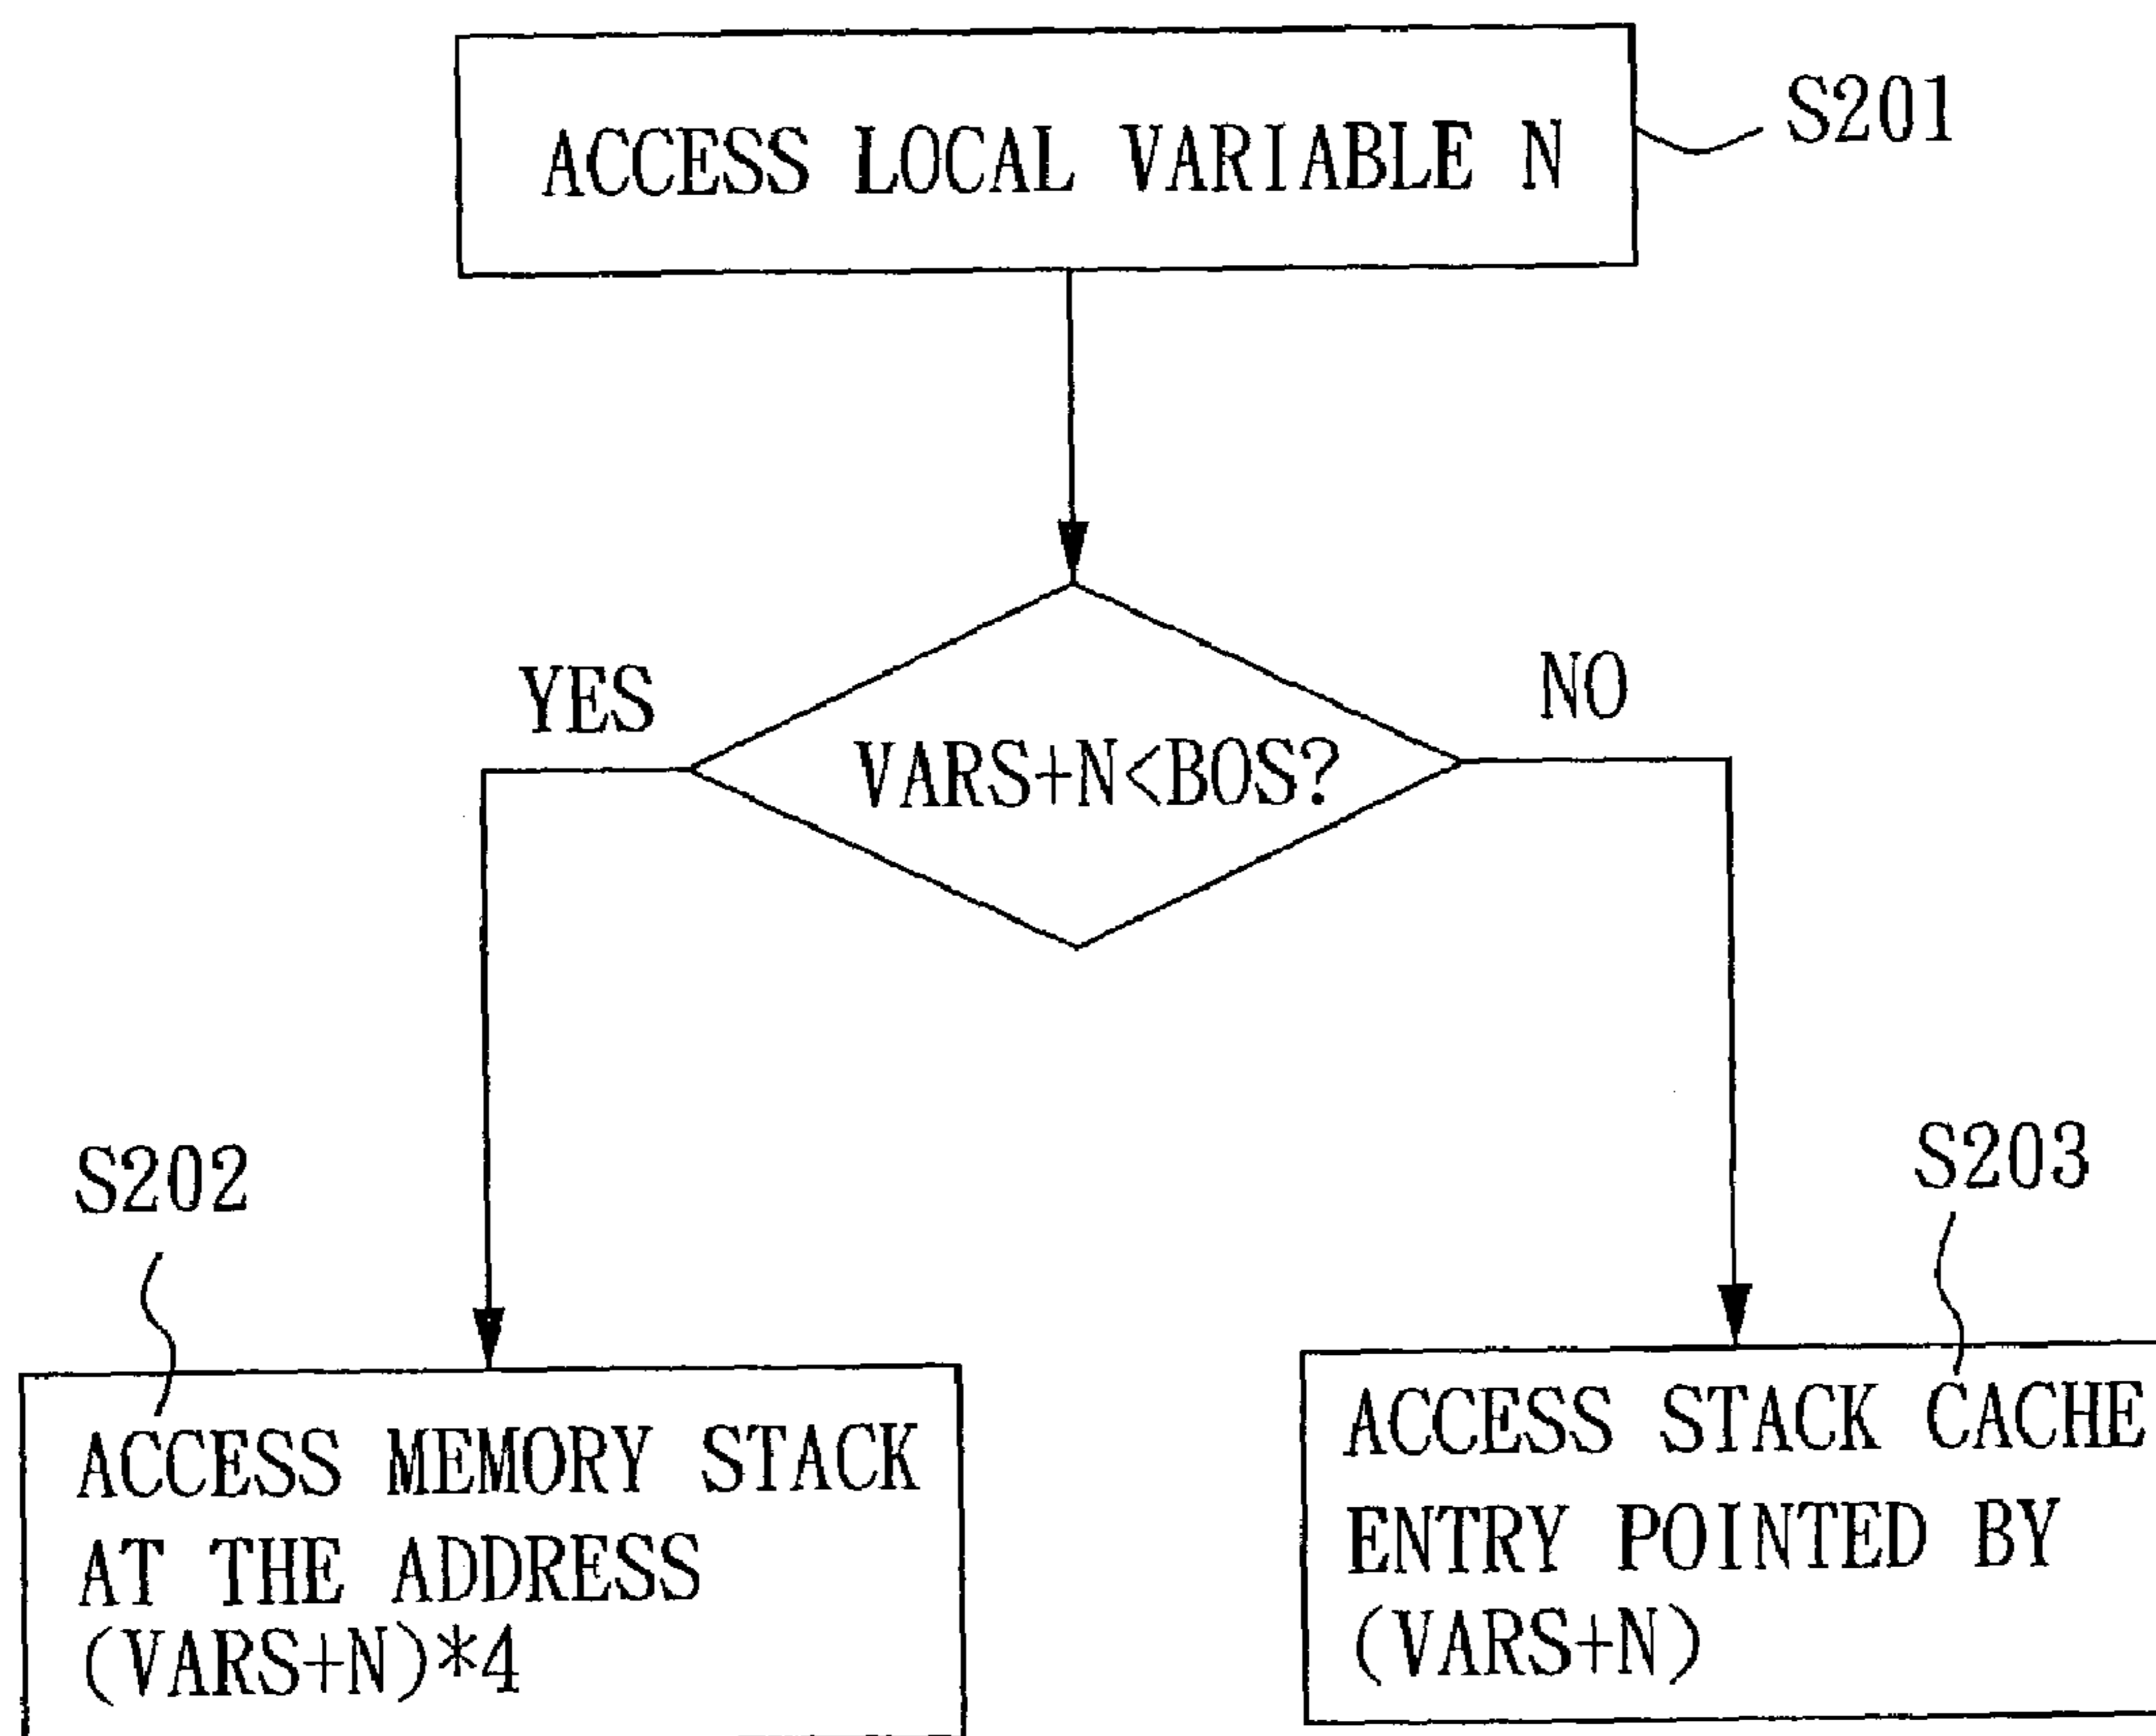 ACCESS LOCAL VARIABLE N
S201
YES
NO
VARS+N<BOS?
S202
S203
ACCESS MEMORY STACK
AT THE ADDRESS
(VARS+N)*4
ACCESS STACK CACHE
ENTRY POINTED BY
(VARS+N)